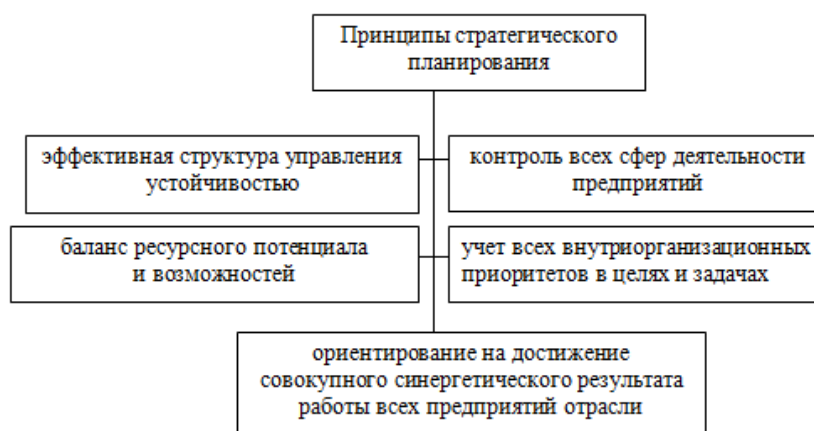 Принципы стратегического
планирования
эффективная структура управления
устойчивостью
контроль всех сфер деятельности
предприятий
баланс ресурсного потенциала
и возможностей
учет всех внутриорганизационных
приоритетов в целях и задачах
ориентирование на достижение
совокупного синергетического результата
работы всех предприятий отрасли